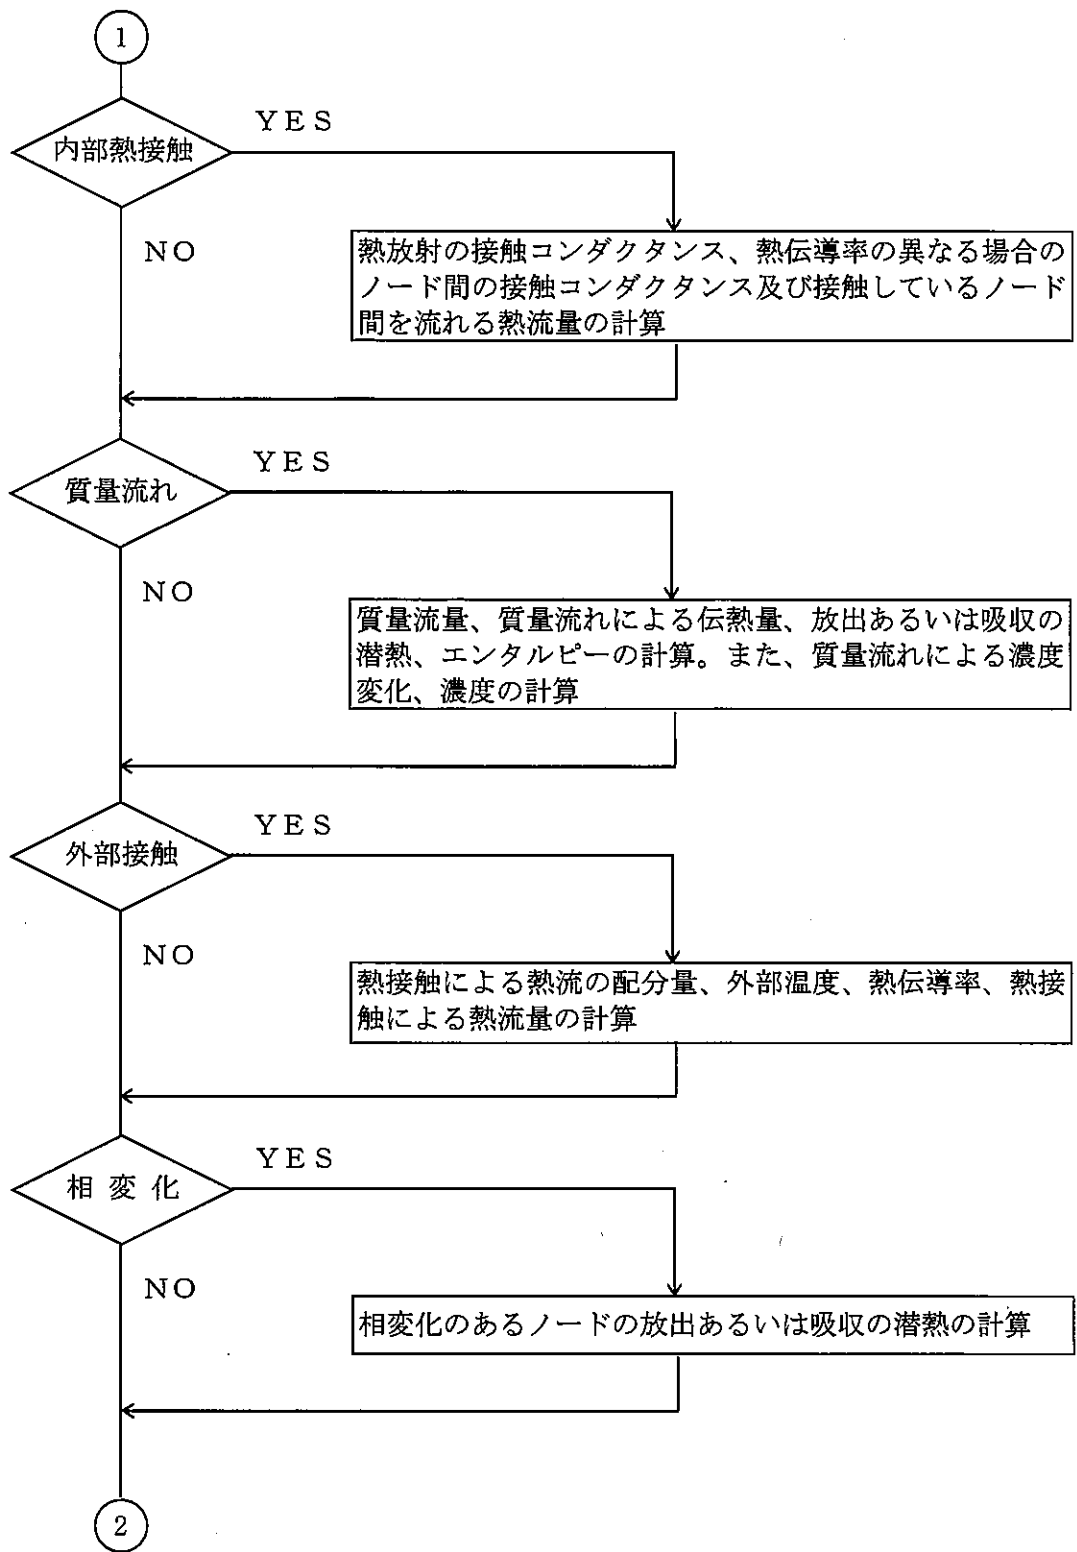 1
内部熱接触
YES
NO
熱放射の接触コンダクタンス、熱伝導率の異なる場合の
ノード間の接触コンダクタンス及び接触しているノード
間を流れる熱流量の計算
質量流れ
YES
NO
質量流量、質量流れによる伝熱量、放出あるいは吸収の
潜熱、エンタルピーの計算。また、質量流れによる濃度
変化、濃度の計算
外部接触
YES
NO
熱接触による熱流の配分量、外部温度、熱伝導率、熱接
触による熱流量の計算
相変化
YES
NO
相変化のあるノードの放出あるいは吸収の潜熱の計算
2